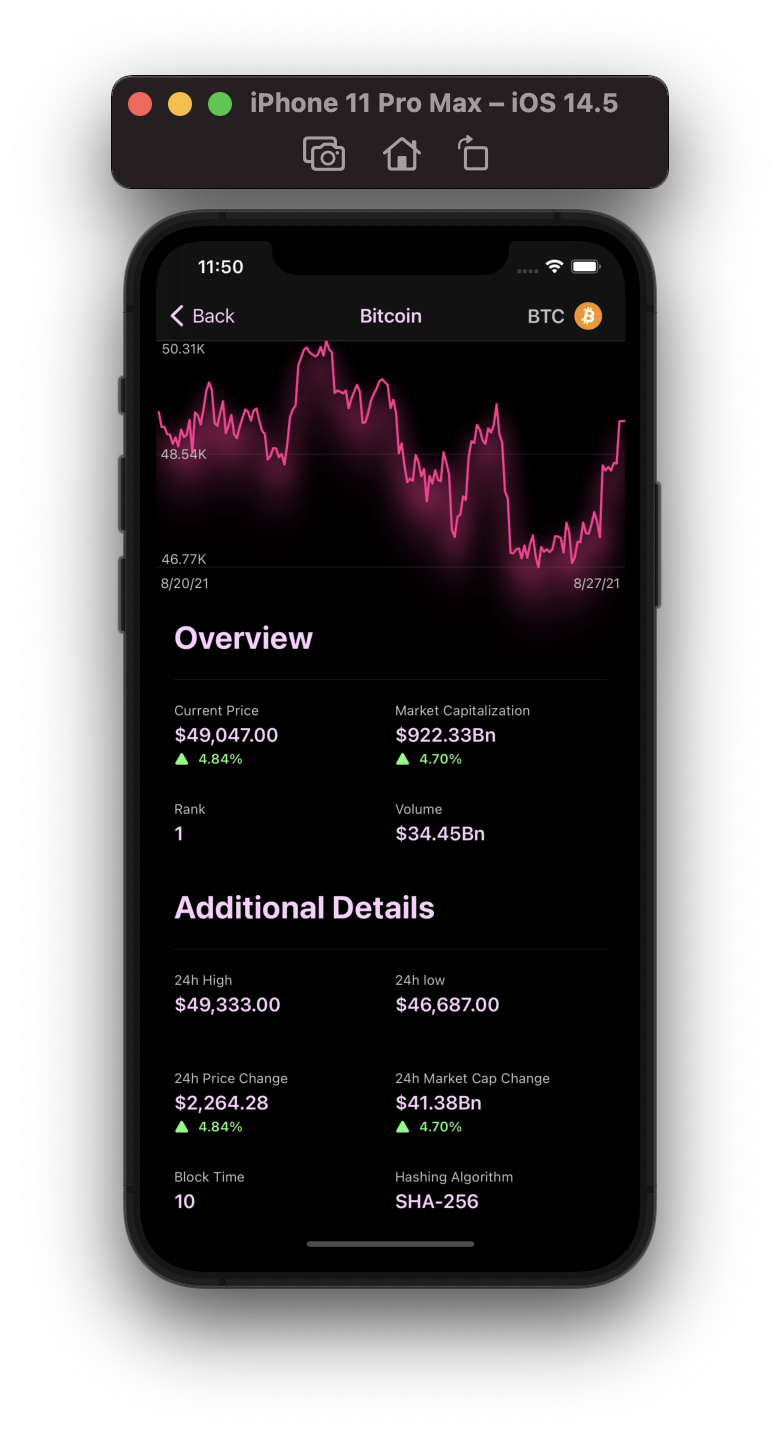 iPhone 11 Pro Max – iOS 14.5
11:50
Back Bitcoin BTC
50.31K
48.54K
46.77K
8/20/21 8/27/21
Overview
Current Price Market Capitalization
$49,047.00 $922.33Bn
4.84% 4.70%
Rank Volume
1 $34.45Bn
Additional Details
24h High 24h low
$49,333.00 $46,687.00
24h Price Change 24h Market Cap Change
$2,264.28 $41.38Bn
4.84% 4.70%
Block Time Hashing Algorithm
10 SHA-256